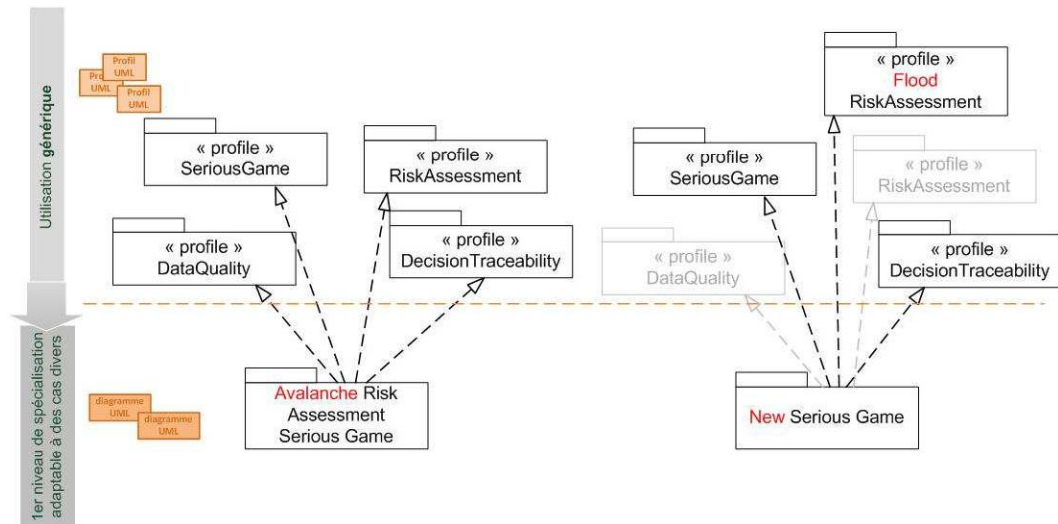 Utilisation générique
1er niveau de spécialisation
adaptable à des cas divers
Profil
UML
Pro
UML
Profil
UML
« profile »
SeriousGame
« profile »
RiskAssessment
« profile »
DataQuality
« profile »
DecisionTraceability
diagramme
UML
diagramme
UML
Avalanche Risk
Assessment
Serious Game
« profile »
Flood
RiskAssessment
« profile »
SeriousGame
« profile »
RiskAssessment
« profile »
DataQuality
« profile »
DecisionTraceability
New Serious Game